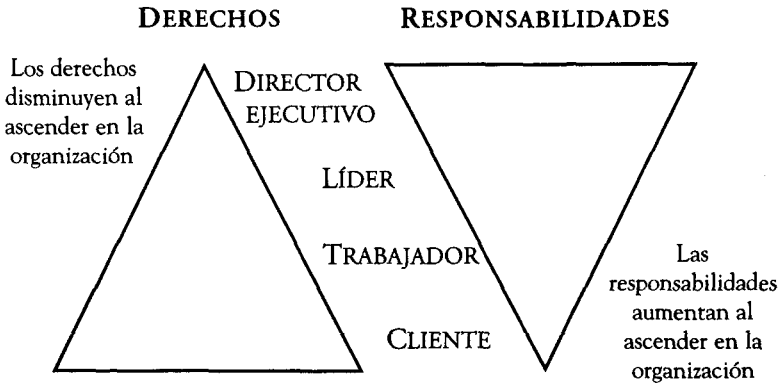 DERECHOS
RESPONSABILIDADES
Los derechos
disminuyen al
ascender en la
organización
DIRECTOR
EJECUTIVO
LÍDER
TRABAJADOR
CLIENTE
Las
responsabilidades
aumentan al
ascender en la
organización